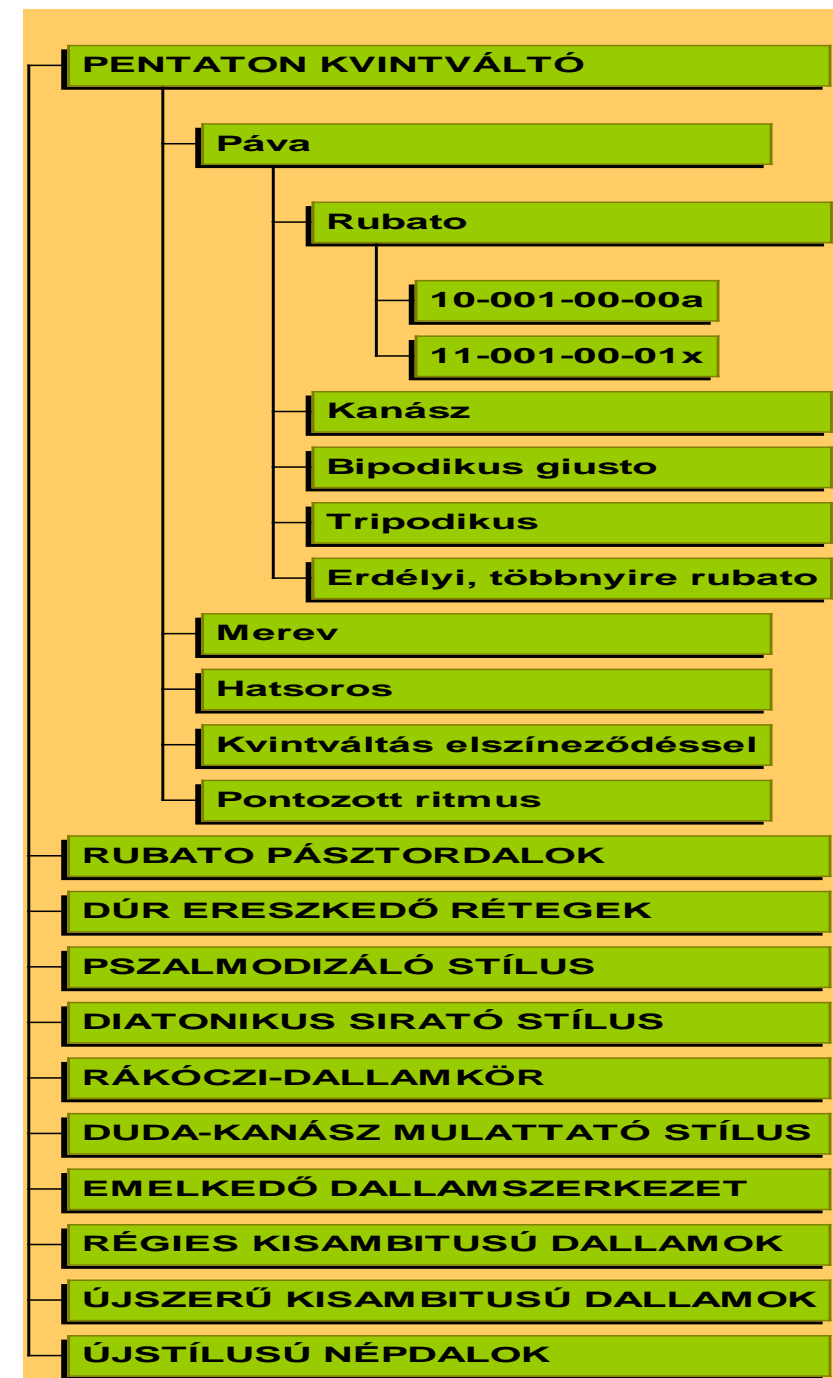 PENTATON KVINTVÁLTÓ
Páva
Rubato
10-001-00-00a
11-001-00-01x
Kanász
Bipodikus giusto
Tripodikus
Erdélyi, többnyire rubato
Merev
Hatsoros
Kvintváltás elszíneződéssel
Pontozott ritmus
RUBATO PÁSZTORDALOK
DÚR ERESZKEDŐ RÉTEGEK
PSZALMODIZÁLÓ STÍLUS
DIATONIKUS SIRATÓ STÍLUS
RÁKÓCZI-DALLAMKÖR
DUDA-KANÁSZ MULATTATÓ STÍLUS
EMELKEDŐ DALLAMSZERKEZET
RÉGIES KISAMBITUSÚ DALLAMOK
ÚJSZERŰ KISAMBITUSÚ DALLAMOK
ÚJSTÍLUSÚ NÉPDALOK